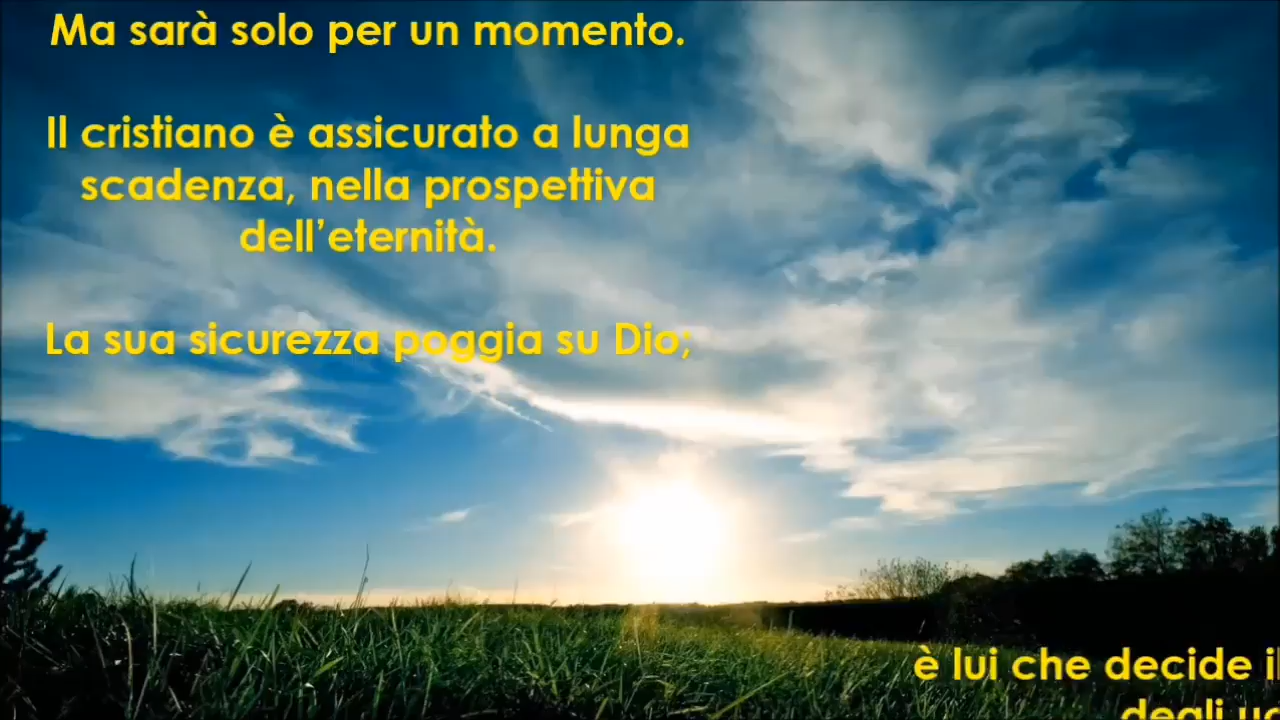 Ma sarà solo per un momento.
Il cristiano è assicurato a lunga
scadenza, nella prospettiva
dell’eternità.
La sua sicurezza poggia su Dio;
è lui che decide il
degli